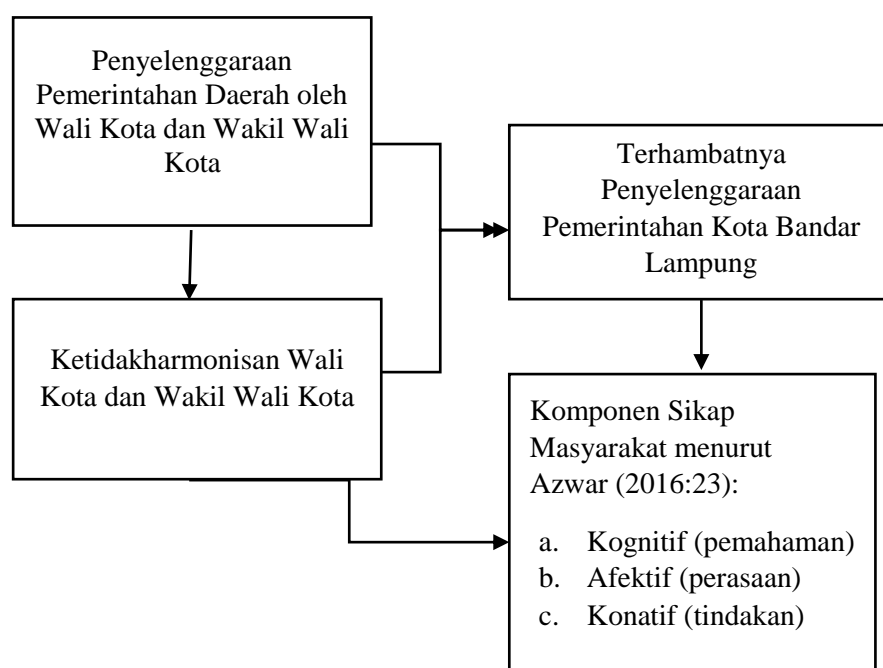 Penyelenggaraan
Pemerintahan Daerah oleh
Wali Kota dan Wakil Wali
Kota
Ketidakharmonisan Wali
Kota dan Wakil Wali Kota
Terhambatnya
Penyelenggaraan
Pemerintahan Kota Bandar
Lampung
Komponen Sikap
Masyarakat menurut
Azwar (2016:23):
a. Kognitif (pemahaman)
b. Afektif (perasaan)
c. Konatif (tindakan)